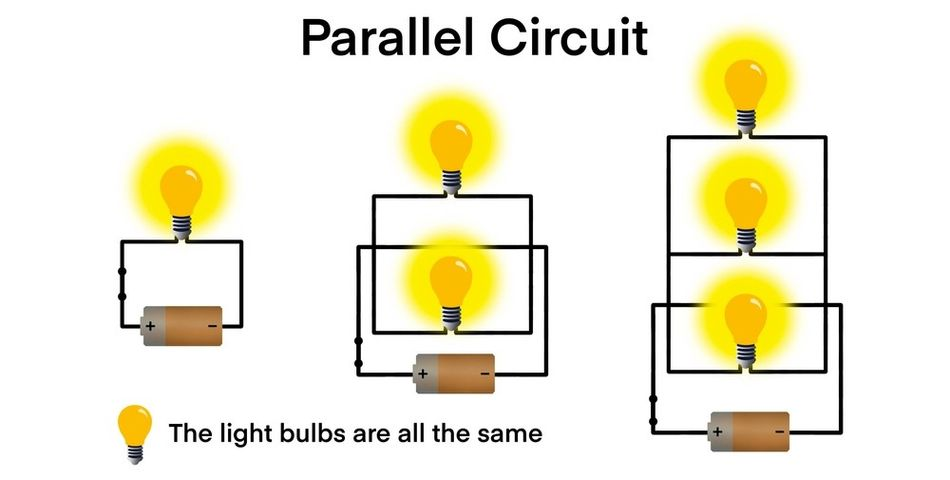 Parallel Circuit
+ −
+ −
+ −
The light bulbs are all the same